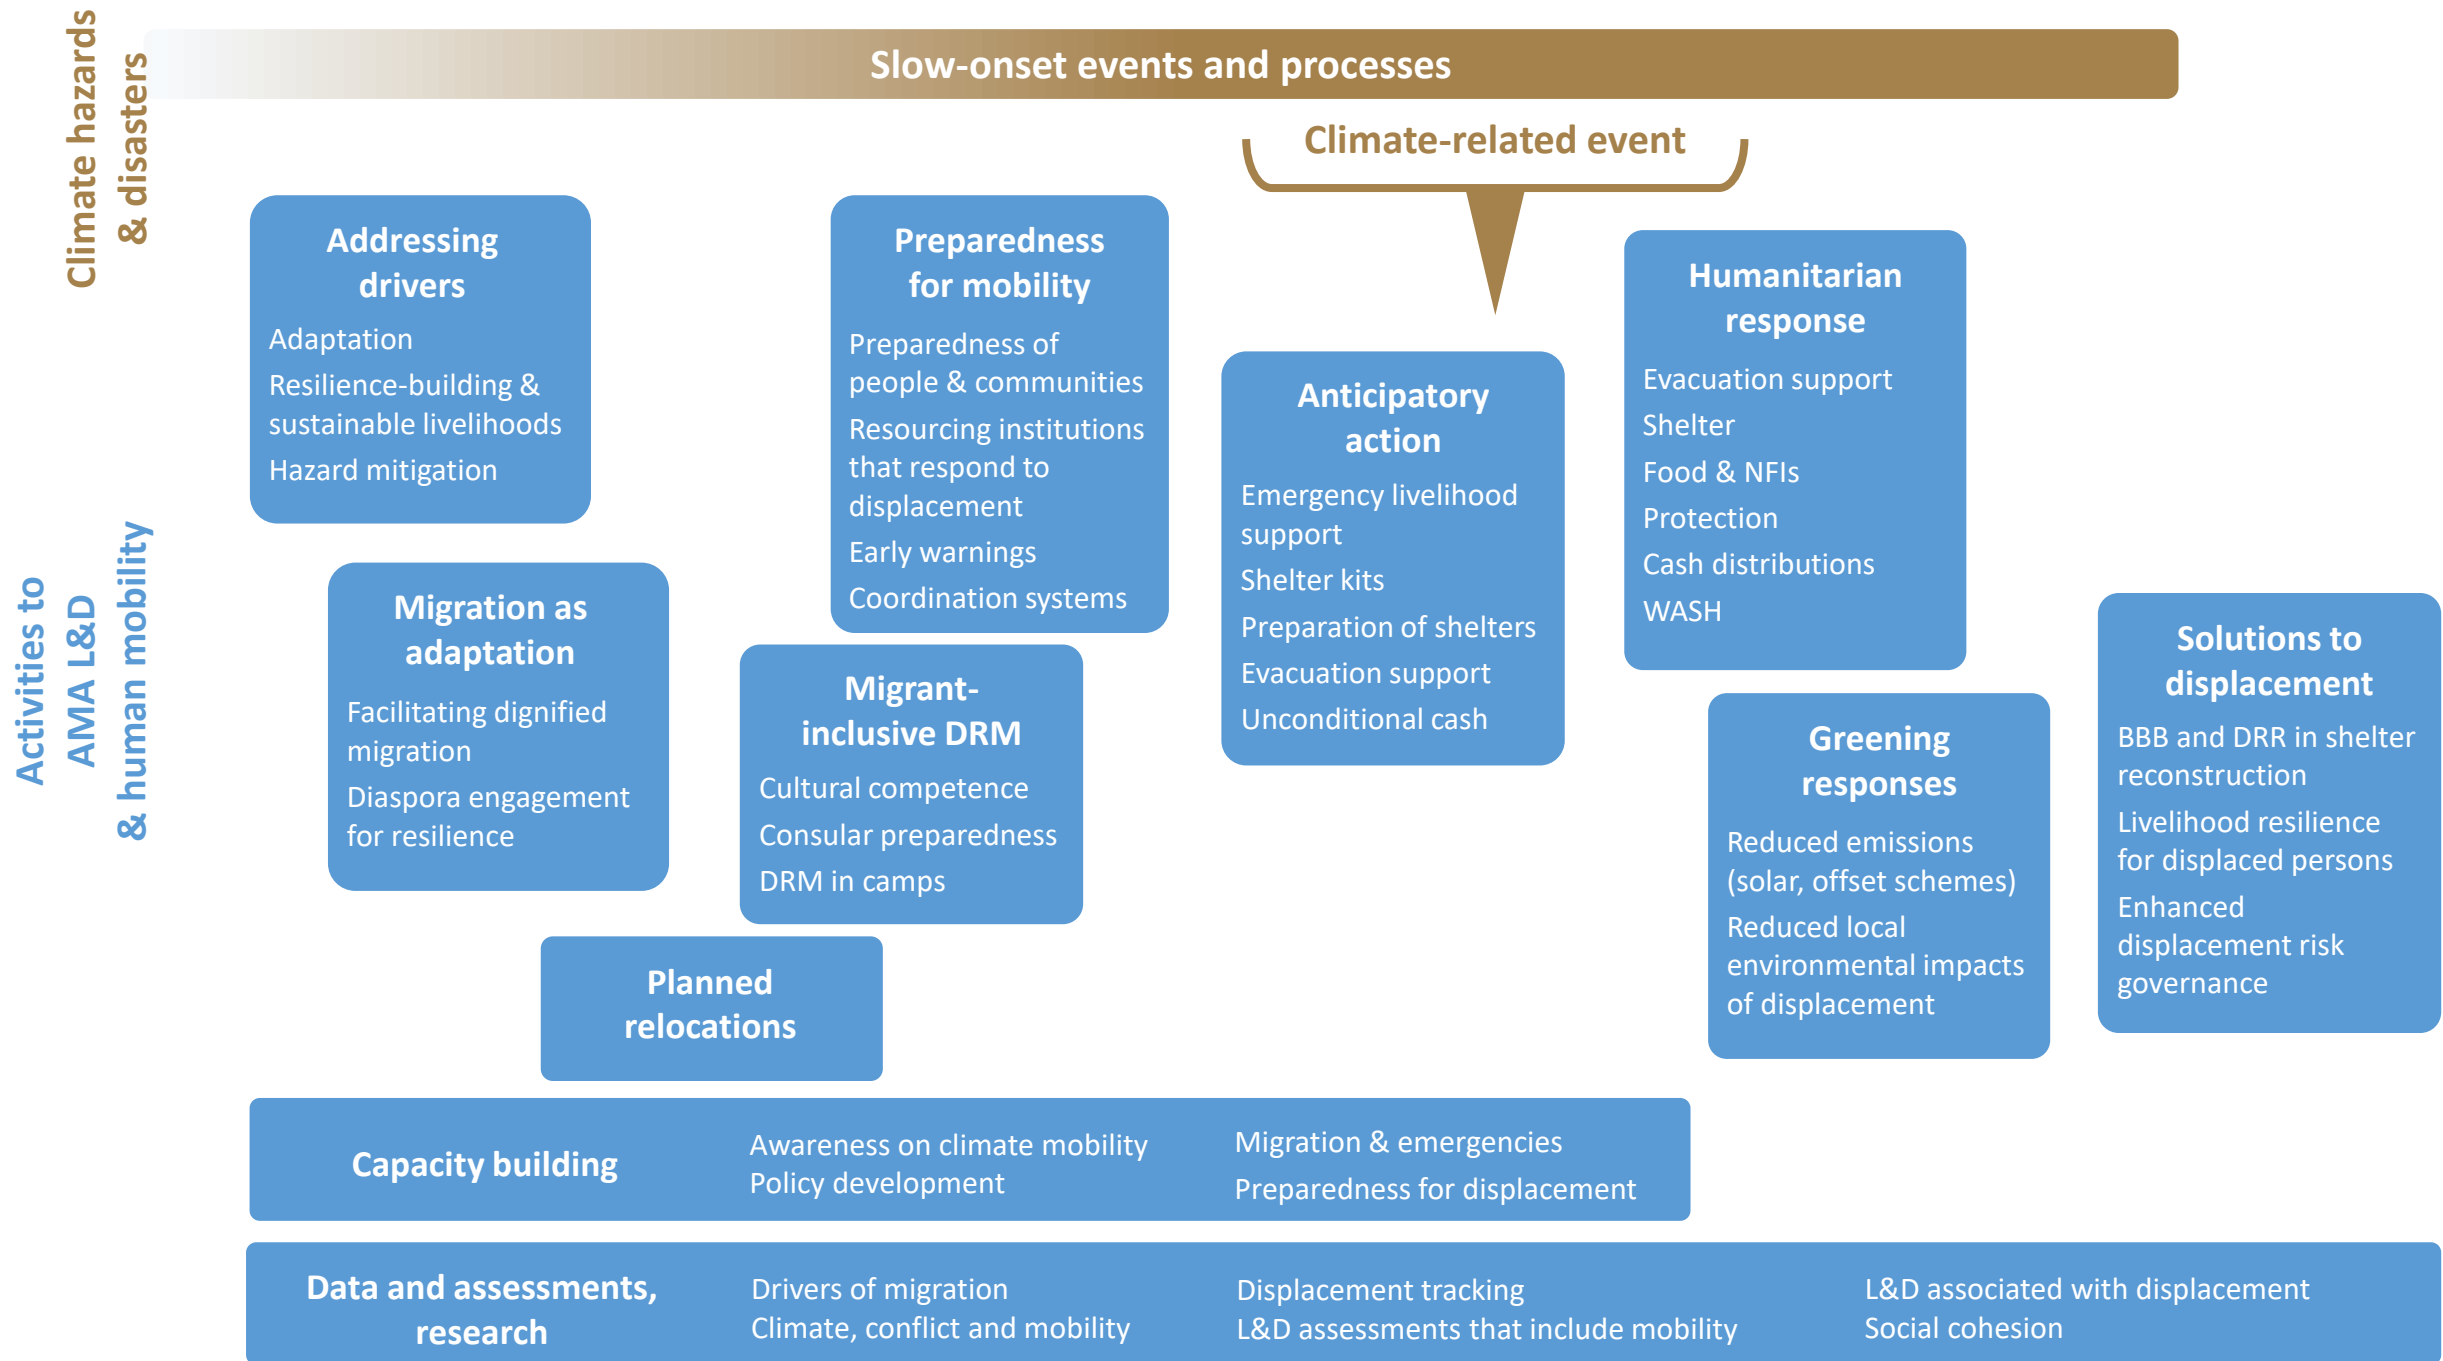 Climate hazards
& disasters
Slow-onset events and processes
Climate-related event
Activities to
AMA L&D
& human mobility
Addressing
drivers
Adaptation
Resilience-building &
sustainable livelihoods
Hazard mitigation
Migration as
adaptation
Facilitating dignified
migration
Diaspora engagement
for resilience
Planned
relocations
Preparedness
for mobility
Preparedness of
people & communities
Resourcing institutions
that respond to
displacement
Early warnings
Coordination systems
Migrant-
inclusive DRM
Cultural competence
Consular preparedness
DRM in camps
Anticipatory
action
Emergency livelihood
support
Shelter kits
Preparation of shelters
Evacuation support
Unconditional cash
Humanitarian
response
Evacuation support
Shelter
Food & NFIs
Protection
Cash distributions
WASH
Greening
responses
Reduced emissions
(solar, offset schemes)
Reduced local
environmental impacts
of displacement
Solutions to
displacement
BBB and DRR in shelter
reconstruction
Livelihood resilience
for displaced persons
Enhanced
displacement risk
governance
Capacity building
Awareness on climate mobility
Policy development
Migration & emergencies
Preparedness for displacement
Data and assessments,
research
Drivers of migration
Climate, conflict and mobility
Displacement tracking
L&D assessments that include mobility
L&D associated with displacement
Social cohesion